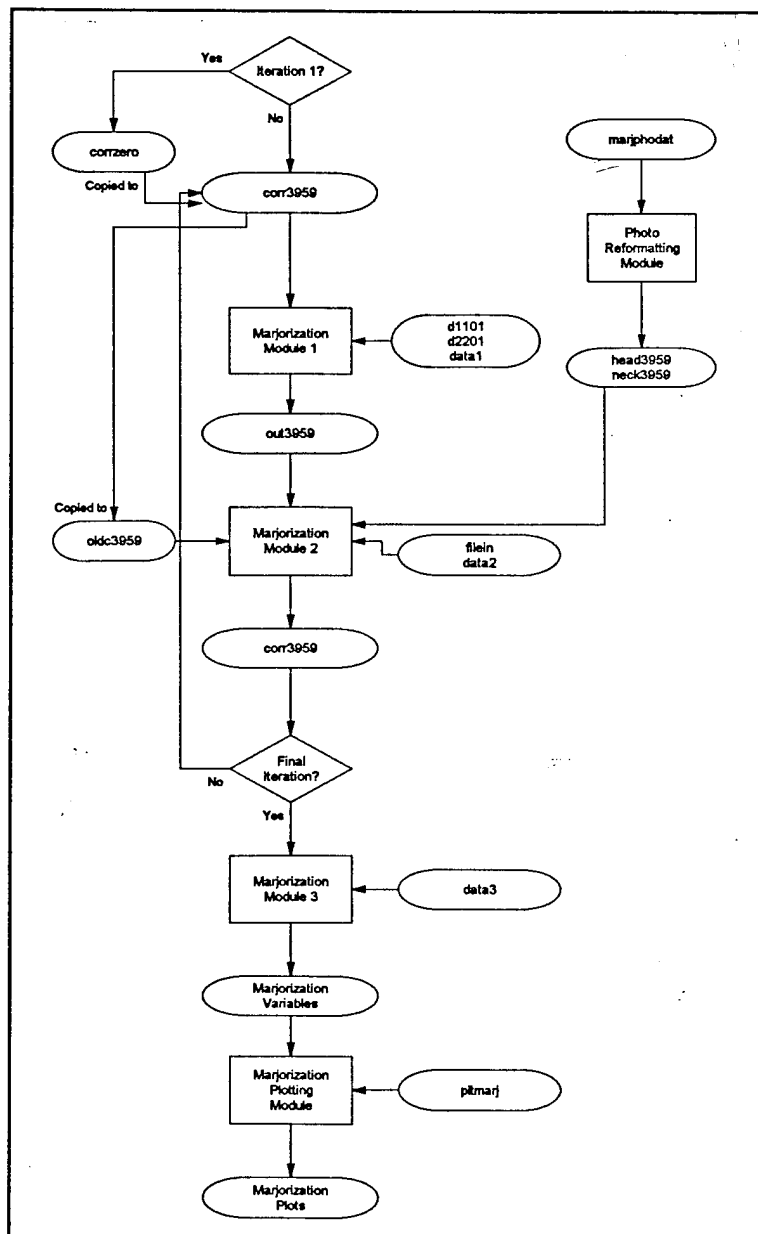 Yes
Iteration 1?
No
corrzero
Copied to
corr3959
marjphodat
Photo
Reformatting
Module
Marjorization
Module 1
d1101
d2201
data1
head3959
neck3959
out3959
Copied to
oldc3959
Marjorization
Module 2
filein
data2
corr3959
Final
Iteration?
No
Yes
Marjorization
Module 3
data3
Marjorization
Variables
Marjorization
Plotting
Module
pltmarj
Marjorization
Plots